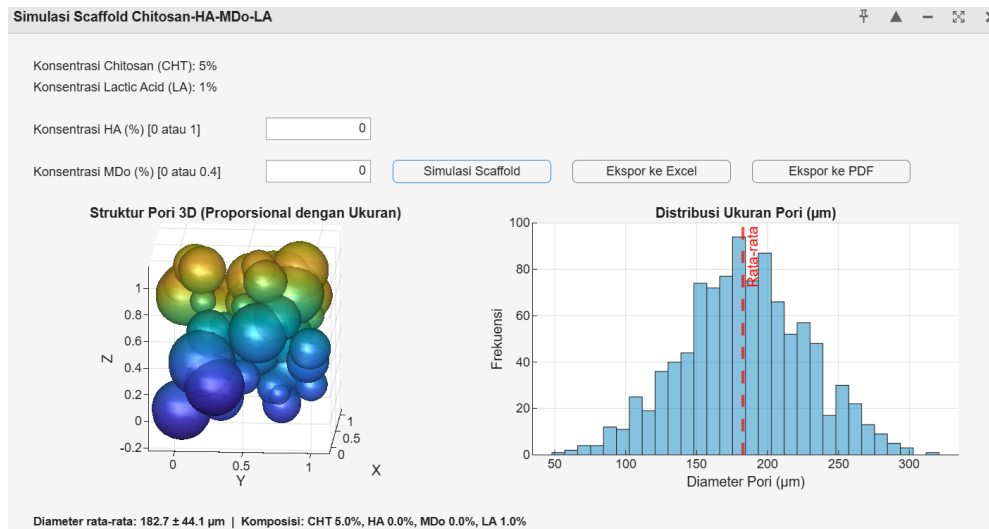 Simulasi Scaffold Chitosan-HA-MDo-LA
Konsentrasi Chitosan (CHT): 5%
Konsentrasi Lactic Acid (LA): 1%
Konsentrasi HA (%) [0 atau 1]
0
Konsentrasi MDo (%) [0 atau 0.4]
0
Simulasi Scaffold
Ekspor ke Excel
Ekspor ke PDF
Struktur Pori 3D (Proporsional dengan Ukuran)
1
0.8
0.6
0.4
0.2
0
-0.2
Z
0
0.5
1
Y
0
0.5
1
X
Distribusi Ukuran Pori (µm)
100
80
60
40
20
0
Frekuensi
Rata-rata
50
100
150
200
250
300
Diameter Pori (µm)
Diameter rata-rata: 182.7 ± 44.1 µm | Komposisi: CHT 5.0%, HA 0.0%, MDo 0.0%, LA 1.0%